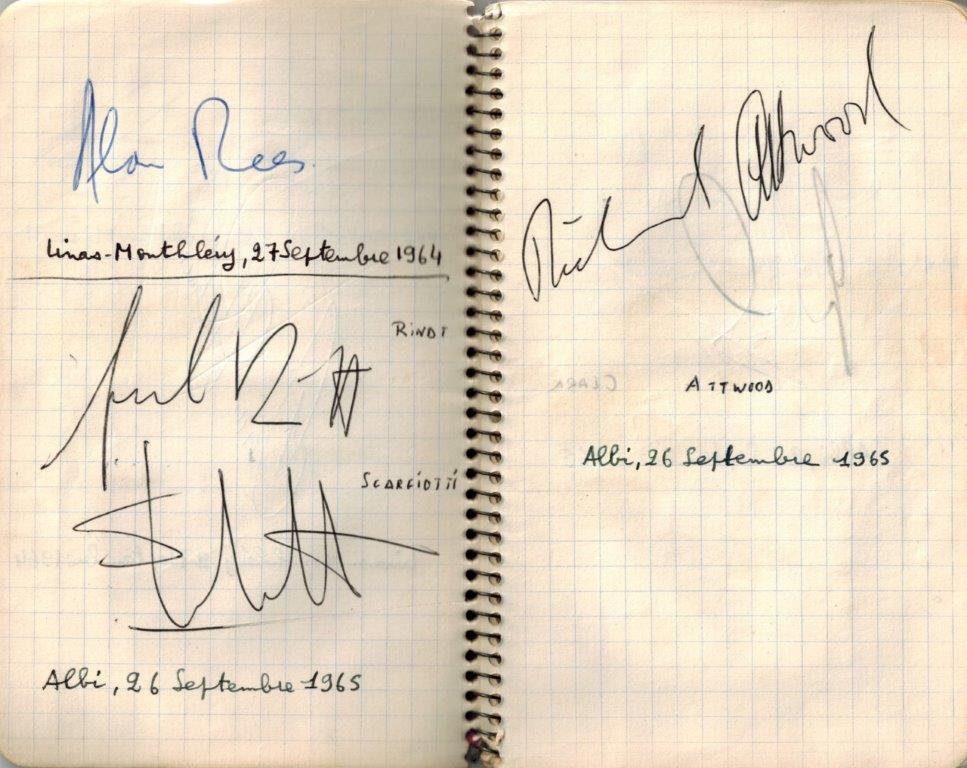 Alan Rees.
Linas-Monthléry, 27 Septembre 1964
RINDT
SCARFIOTTI
Albi, 26 Septembre 1965
Richard Attwood
CLARK
ATTWOOD
Albi, 26 Septembre 1965